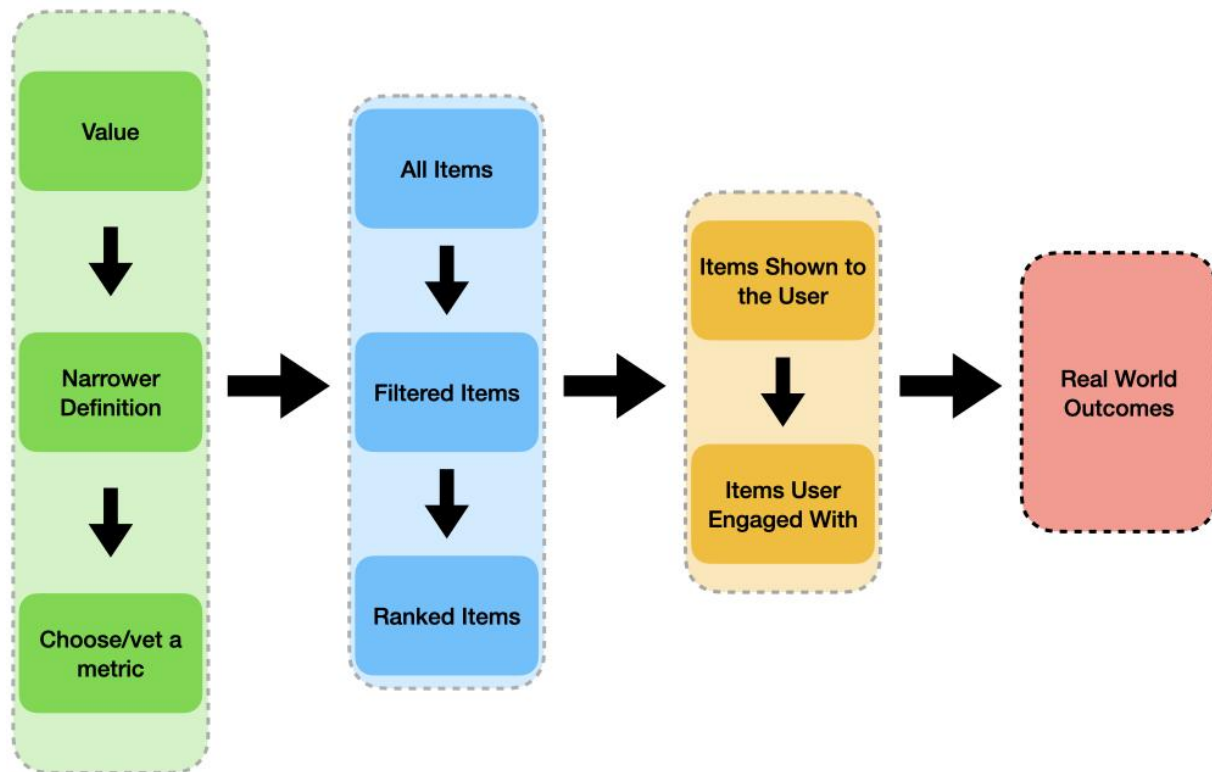 Value
Narrower
Definition
Choose/vet a
metric
All Items
Filtered Items
Ranked Items
Items Shown to
the User
Items User
Engaged With
Real World
Outcomes